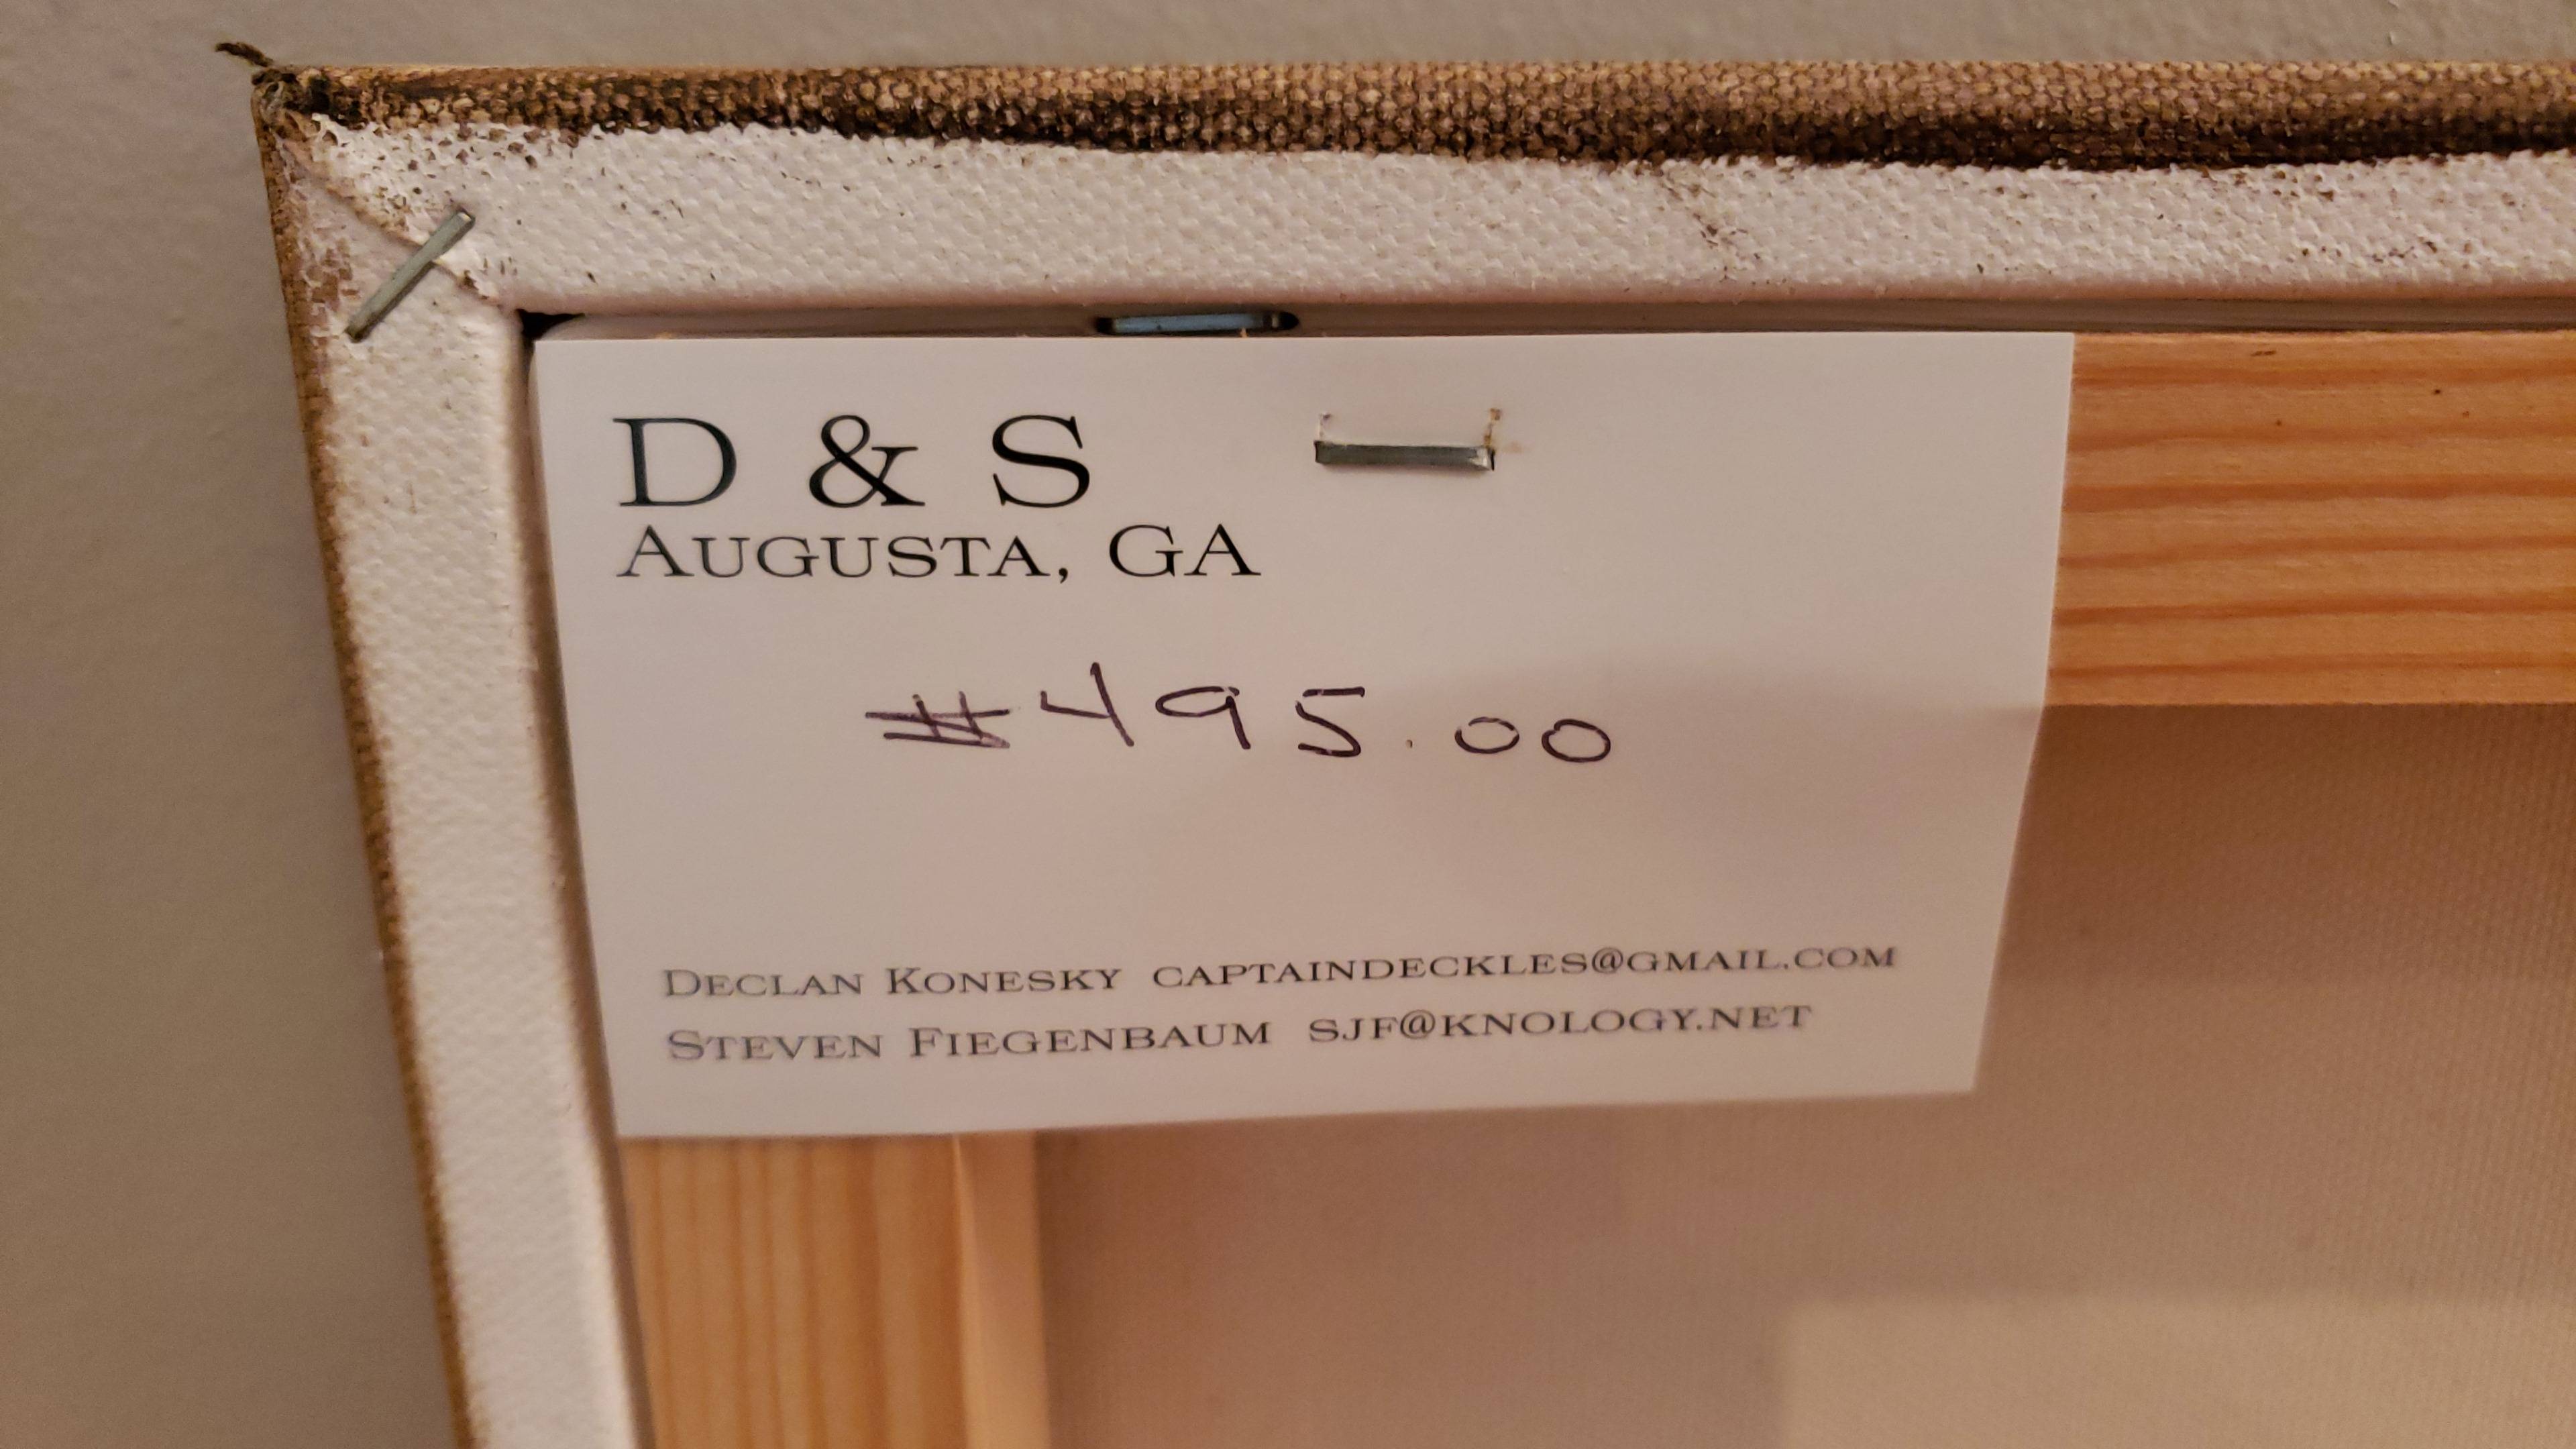 D & S
AUGUSTA, GA
#495.00
DECLAN KONESKY CAPTAINDECKLES@GMAIL.COM
STEVEN FIEGENBAUM SJF@KNOLOGY.NET